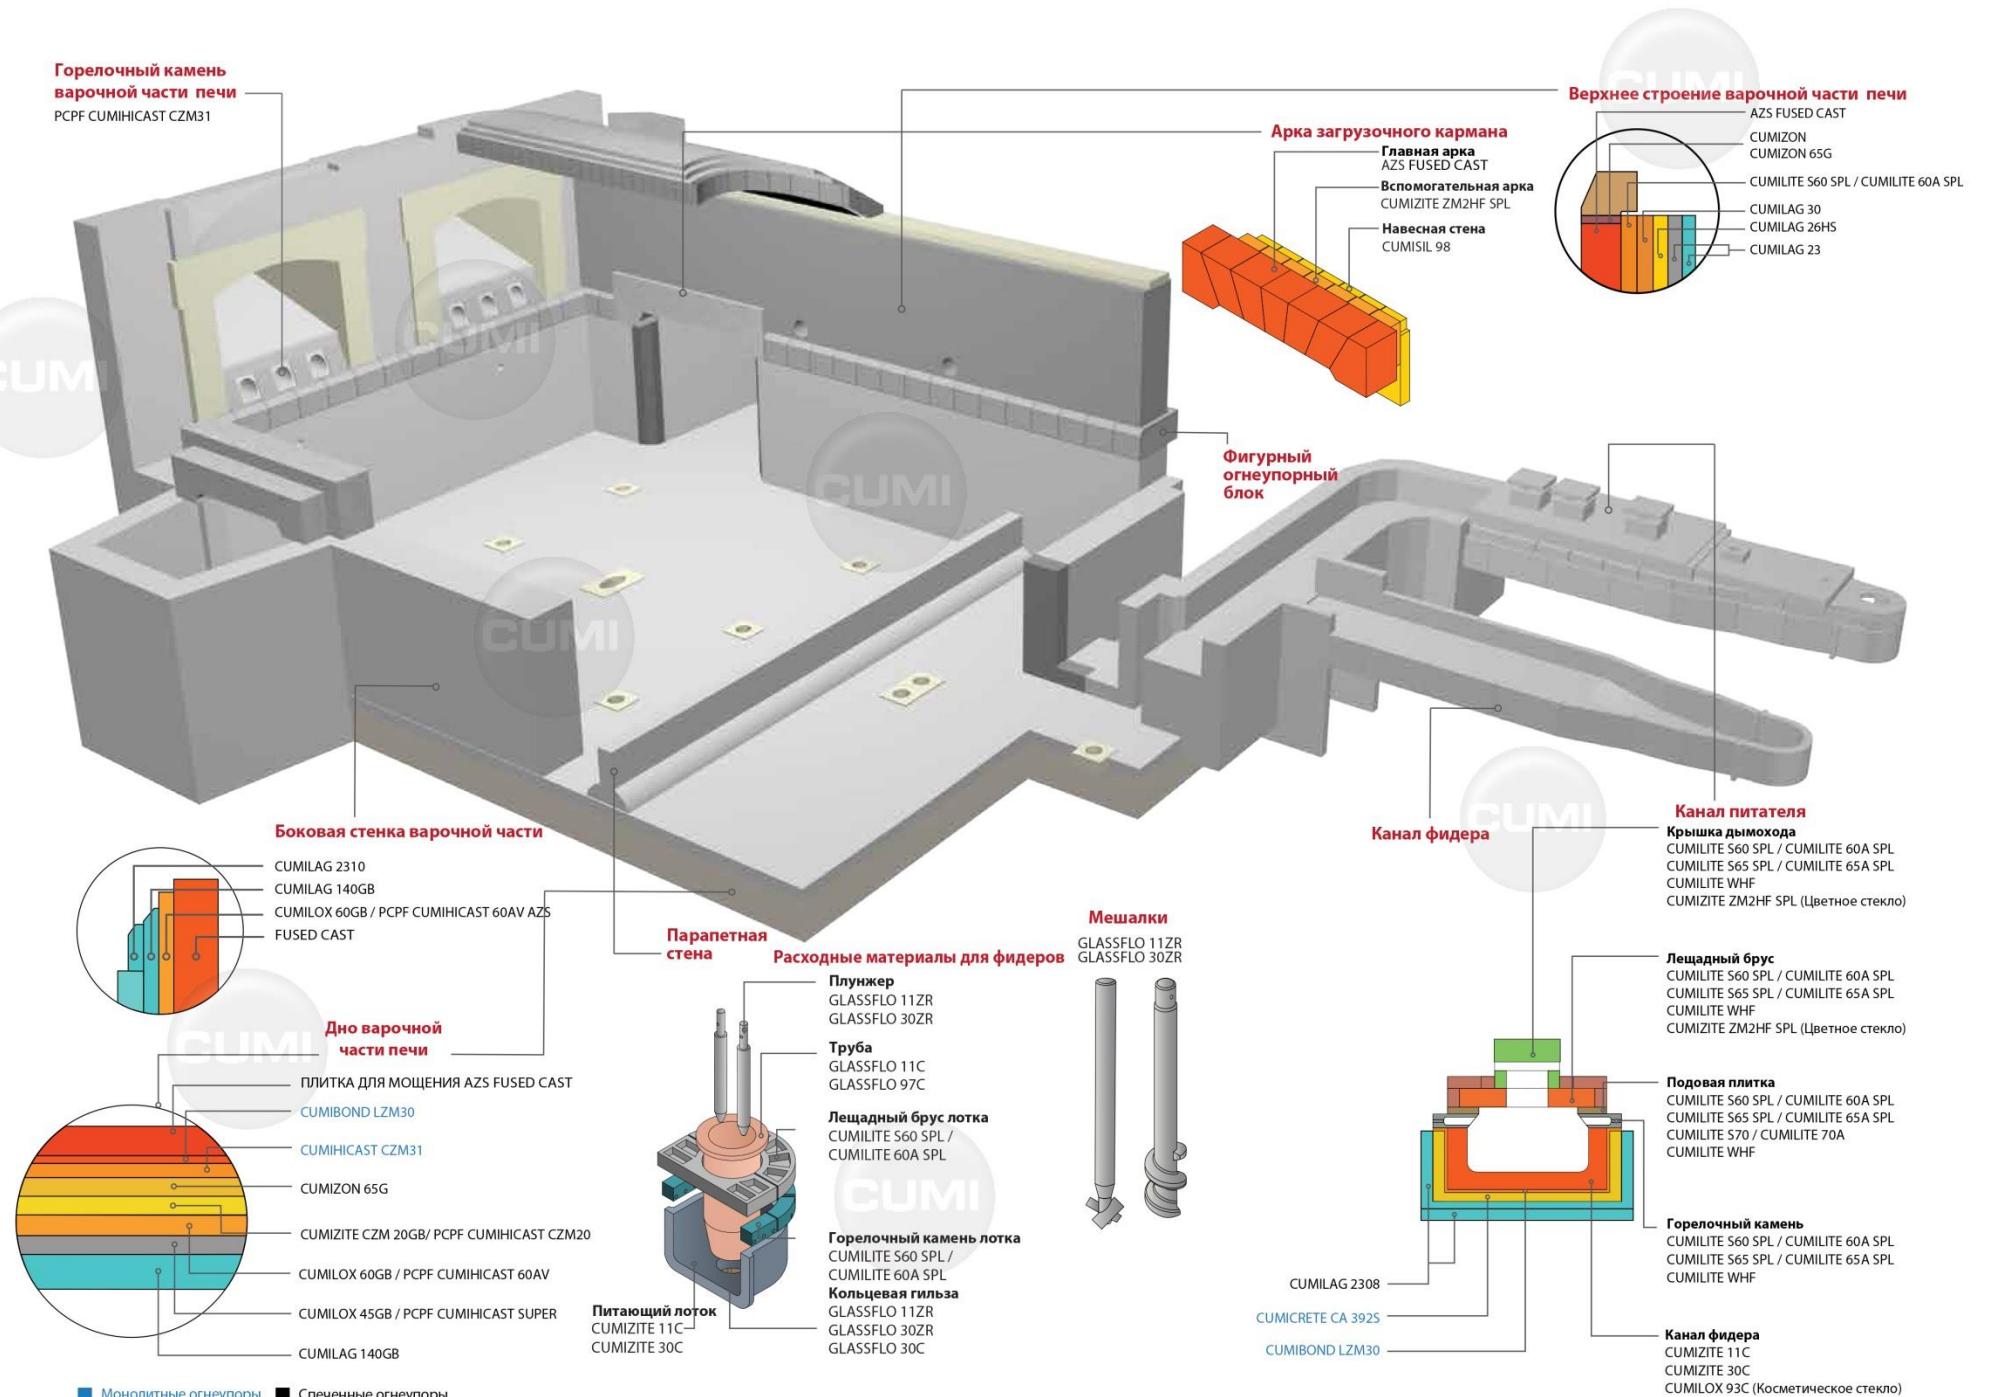 Горелочный камень
варочной части печи
PCPF CUMIHICAST CZM31
CUMI
Верхнее строение варочной части печи
AZS FUSED CAST
CUMIZON
CUMIZON 65G
CUMILITE S60 SPL / CUMILITE 60A SPL
CUMILAG 30
CUMILAG 26HS
CUMILAG 23
Арка загрузочного кармана
Главная арка
AZS FUSED CAST
Вспомогательная арка
CUMIZITE ZM2HF SPL
Навесная стена
CUMISIL 98
CUMI
CUMI
CUMI
CUMI
Фигурный
огнеупорный
блок
Боковая стенка варочной части
CUMILAG 2310
CUMILAG 140GB
CUMILOX 60GB / PCPF CUMIHICAST 60AV AZS
FUSED CAST
Парапетная
стена
CUMI
Дно варочной
части печи
ПЛИТКА ДЛЯ МОЩЕНИЯ AZS FUSED CAST
CUMIBOND LZM30
CUMIHICAST CZM31
CUMIZON 65G
CUMIZITE CZM 20GB/ PCPF CUMIHICAST CZM20
CUMILOX 60GB / PCPF CUMIHICAST 60AV
CUMILOX 45GB / PCPF CUMIHICAST SUPER
CUMILAG 140GB
Монолитные огнеупоры
Спеченные огнеупоры
Расходные материалы для фидеров
Плунжер
GLASSFLO 11ZR
GLASSFLO 30ZR
Труба
GLASSFLO 11C
GLASSFLO 97C
Лещадный брус лотка
CUMILITE S60 SPL /
CUMILITE 60A SPL
CUMI
Горелочный камень лотка
CUMILITE S60 SPL /
CUMILITE 60A SPL
Кольцевая гильза
GLASSFLO 11ZR
GLASSFLO 30ZR
GLASSFLO 30C
Питающий лоток
CUMIZITE 11C
CUMIZITE 30C
Мешалки
GLASSFLO 11ZR
GLASSFLO 30ZR
Канал фидера
CUMI
Канал питателя
Крышка дымохода
CUMILITE S60 SPL / CUMILITE 60A SPL
CUMILITE S65 SPL / CUMILITE 65A SPL
CUMILITE WHF
CUMIZITE ZM2HF SPL (Цветное стекло)
Лещадный брус
CUMILITE S60 SPL / CUMILITE 60A SPL
CUMILITE S65 SPL / CUMILITE 65A SPL
CUMILITE WHF
CUMIZITE ZM2HF SPL (Цветное стекло)
Подовая плитка
CUMILITE S60 SPL / CUMILITE 60A SPL
CUMILITE S65 SPL / CUMILITE 65A SPL
CUMILITE S70 / CUMILITE 70A
CUMILITE WHF
Горелочный камень
CUMILITE S60 SPL / CUMILITE 60A SPL
CUMILITE S65 SPL / CUMILITE 65A SPL
CUMILITE WHF
CUMILAG 2308
CUMICRETE CA 392S
CUMIBOND LZM30
Канал фидера
CUMIZITE 11C
CUMIZITE 30C
CUMILOX 93C (Косметическое стекло)